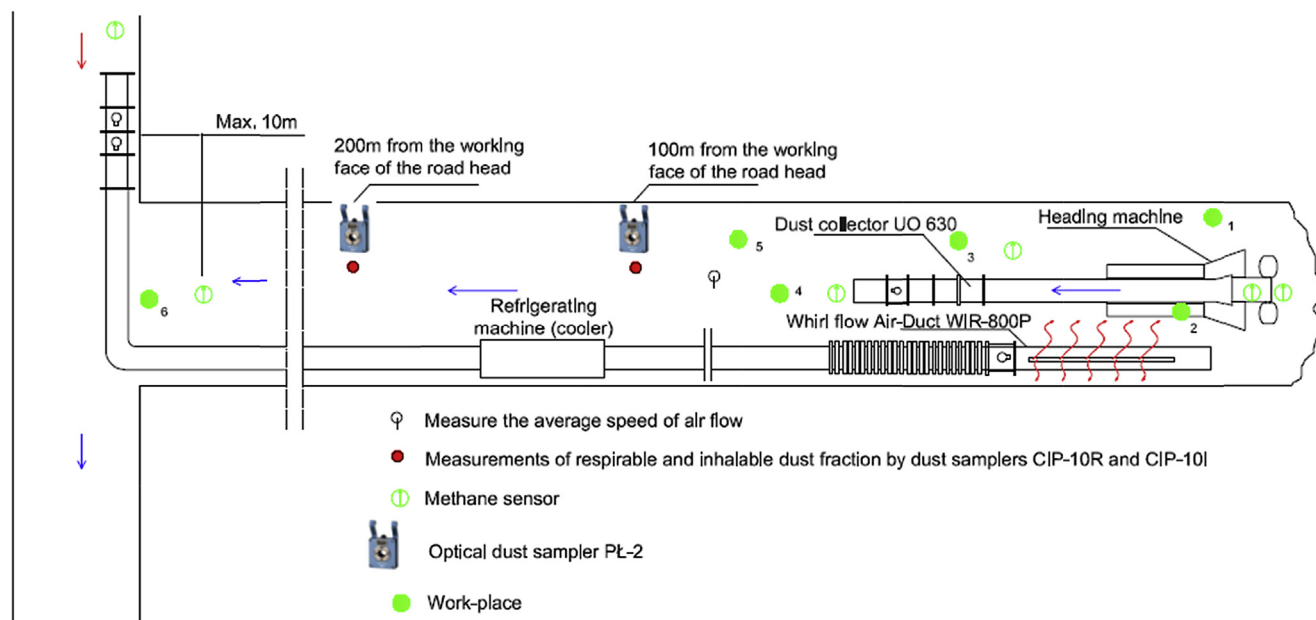 Max. 10m
200m from the working
face of the road head
100m from the working
face of the road head
Dust collector UO 630
Heading machine
1
2
3
4
5
6
Refrigerating
machine (cooler)
Whirl flow Air-Duct WIR-800P
Measure the average speed of air flow
Measurements of respirable and inhalable dust fraction by dust samplers CIP-10R and CIP-10I
Methane sensor
Optical dust sampler PŁ-2
Work-place